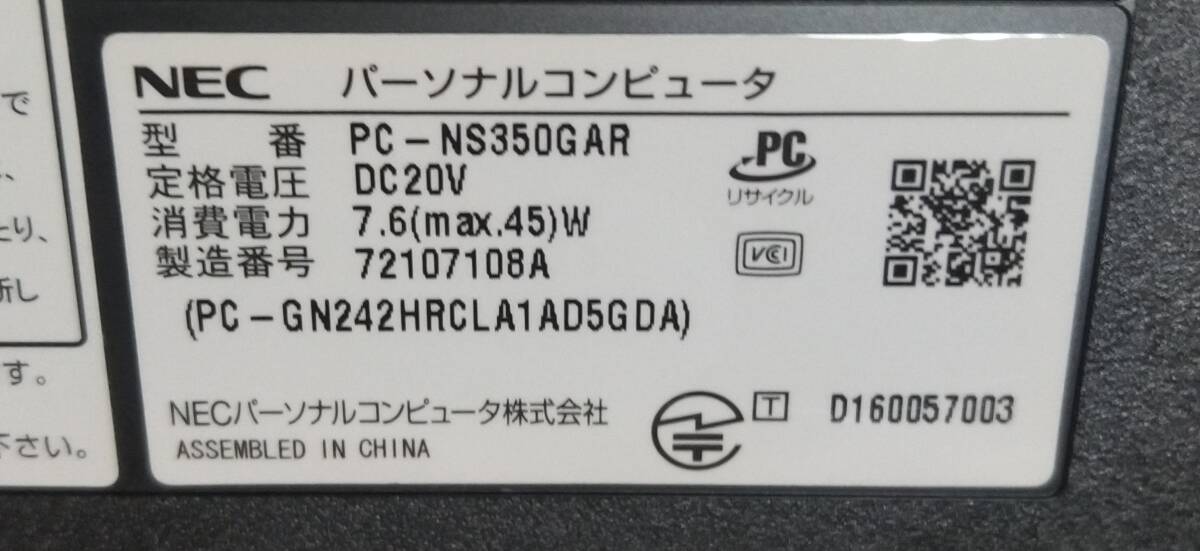 で
、
たり、
新し
す。
下さい。
NEC パーソナルコンピュータ
型 番 PC-NS350GAR
定格電圧 DC20V
消費電力 7.6(max.45)W
製造番号 72107108A
(PC-GN242HRCLA1AD5GDA)
PC
リサイクル
VCCI
NECパーソナルコンピュータ株式会社
ASSEMBLED IN CHINA
T D160057003